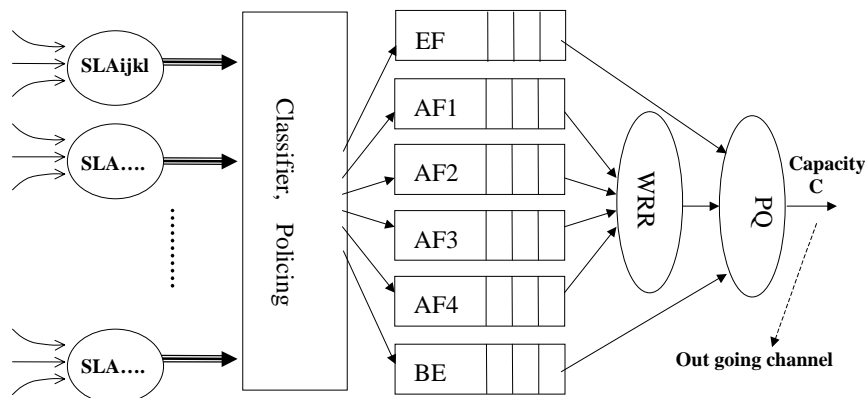 SLAijkl
SLA….
SLA….
Classifier, Policing
EF
AF1
AF2
AF3
AF4
BE
WRR
PQ
Capacity
C
Out going channel